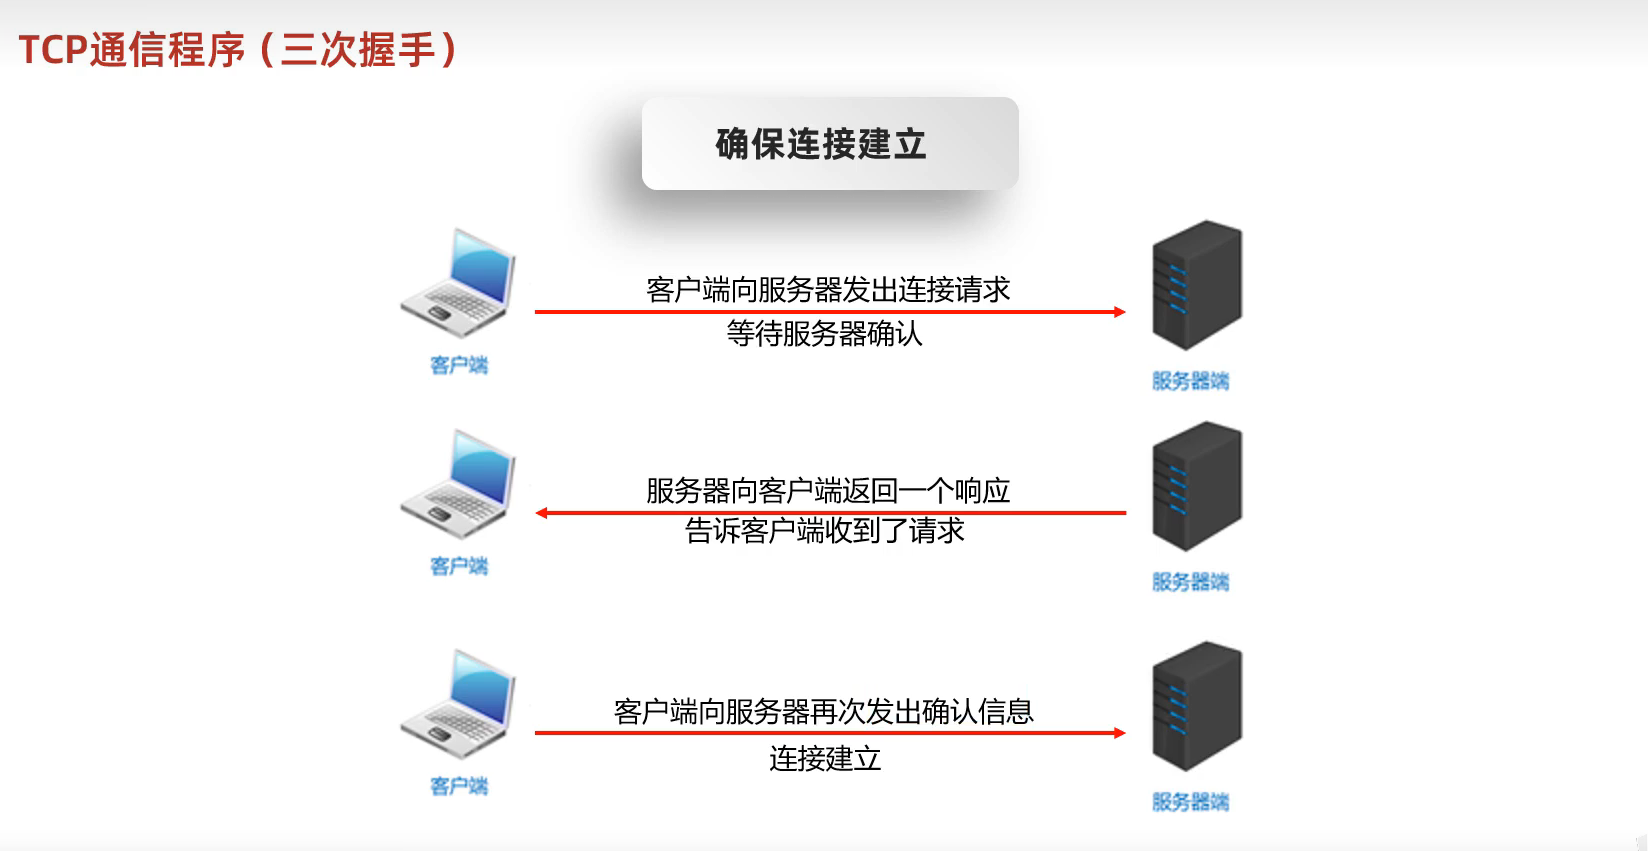 TCP通信程序（三次握手）
确保连接建立
客户端向服务器发出连接请求
等待服务器确认
客户端
服务器端
服务器向客户端返回一个响应
告诉客户端收到了请求
客户端
服务器端
客户端向服务器再次发出确认信息
连接建立
客户端
服务器端